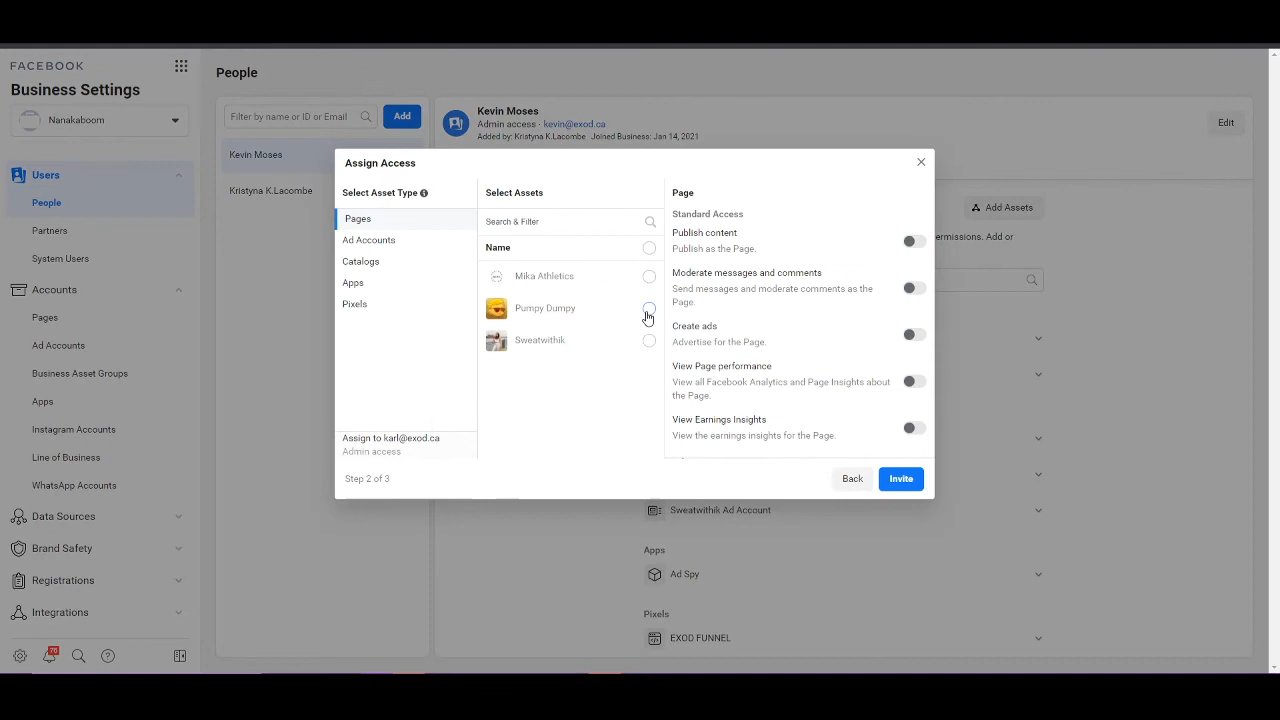 FACEBOOK
Business Settings
Nanakaboom
Users
People
Partners
System Users
Accounts
Pages
Ad Accounts
Business Asset Groups
Apps
Instagram Accounts
Line of Business
WhatsApp Accounts
Data Sources
Brand Safety
Registrations
Integrations
76
People
Filter by name or ID or Email
Add
Kevin Moses
Kristyna K.Lacombe
Kevin Moses
Admin access · kevin@exod.ca
Added by: Kristyna K.Lacombe Joined Business: Jan 14, 2021
Edit
Add Assets
ermissions. Add or
Assign Access
Select Asset Type
Pages
Ad Accounts
Catalogs
Apps
Pixels
Assign to karl@exod.ca
Admin access
Select Assets
Search & Filter
Name
Mika Athletics
Pumpy Dumpy
Sweatwithik
Page
Standard Access
Publish content
Publish as the Page.
Moderate messages and comments
Send messages and moderate comments as the
Page.
Create ads
Advertise for the Page.
View Page performance
View all Facebook Analytics and Page Insights about
the Page.
View Earnings Insights
View the earnings insights for the Page.
Step 2 of 3
Back
Invite
Sweatwithik Ad Account
Apps
Ad Spy
Pixels
EXOD FUNNEL